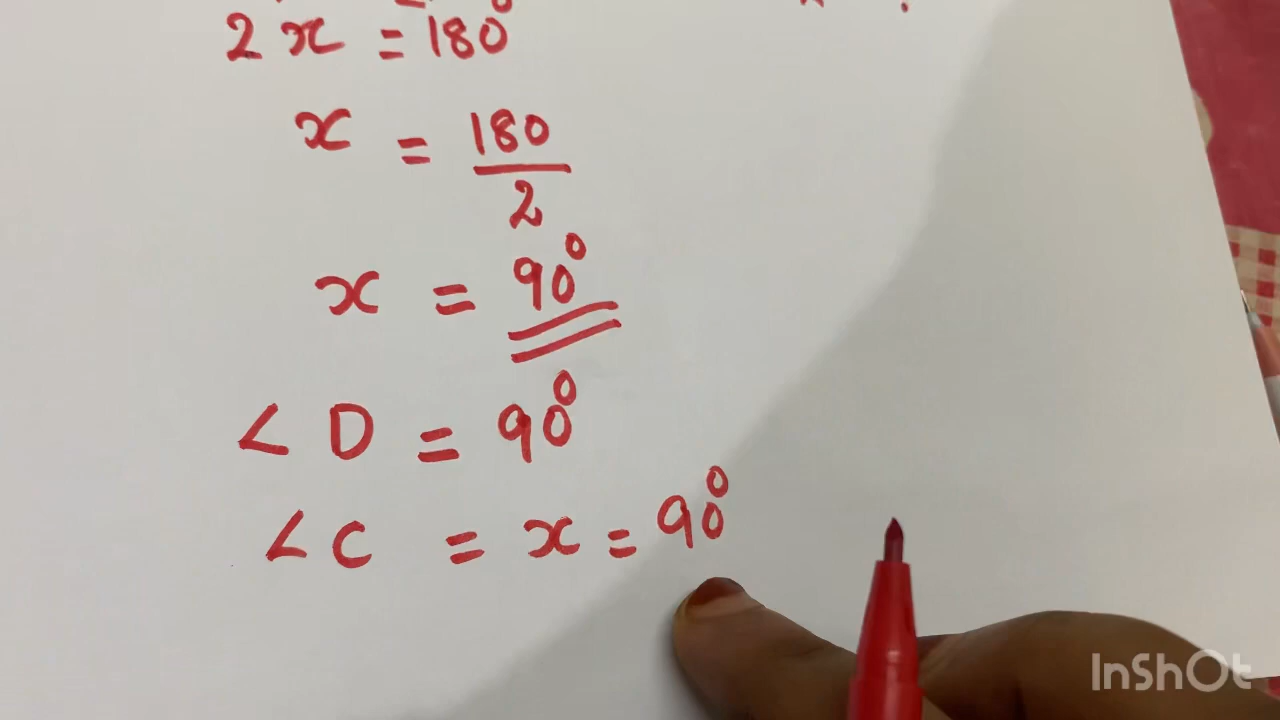 2x = 180°
x = 180/2
x = 90°
∠D = 90°
∠C = x = 90°
InShOt